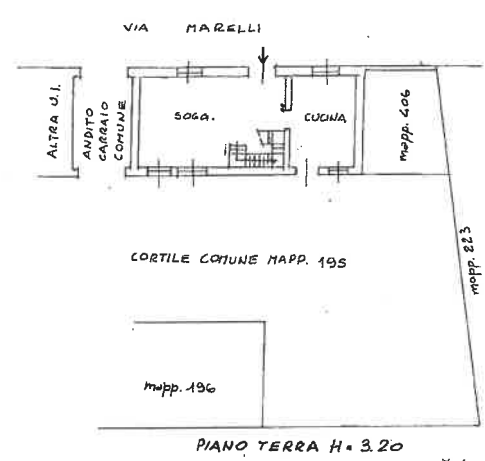 VIA MARELLI
ALTRA U.I.
ANDITO
CARRAIO
COMUNE
SOGG.
CUCINA
mapp. 406
CORTILE COMUNE MAPP. 195
mapp. 223
mapp. 196
PIANO TERRA H = 3.20